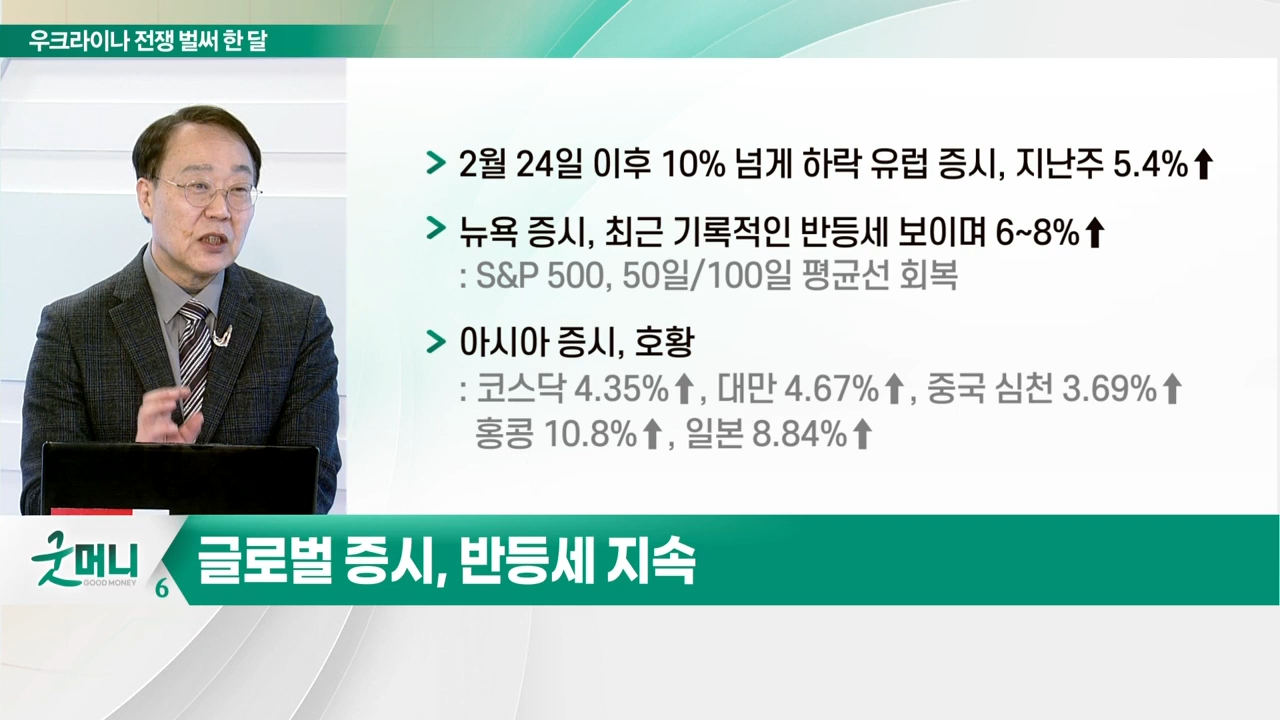 우크라이나 전쟁 벌써 한 달
> 2월 24일 이후 10% 넘게 하락 유럽 증시, 지난주 5.4%⬆
> 뉴욕 증시, 최근 기록적인 반등세 보이며 6~8%⬆
: S&P 500, 50일/100일 평균선 회복
> 아시아 증시, 호황
: 코스닥 4.35%⬆, 대만 4.67%⬆, 중국 심천 3.69%⬆
홍콩 10.8%⬆, 일본 8.84%⬆
굿머니
GOOD MONEY
6
글로벌 증시, 반등세 지속